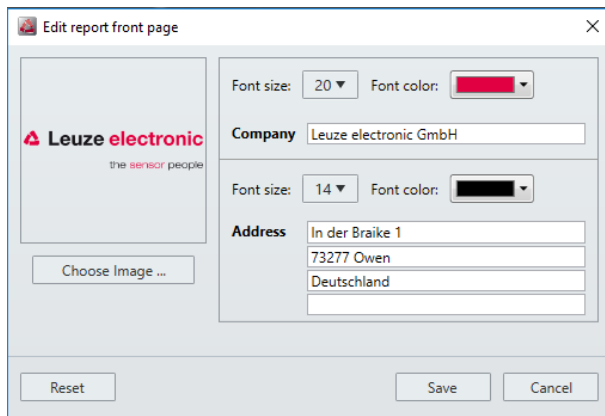 Edit report front page
Leuze electronic
the sensor people
Choose Image ...
Font size: 20 Font color:
Company Leuze electronic GmbH
Font size: 14 Font color:
Address In der Braike 1
73277 Owen
Deutschland
Reset Save Cancel